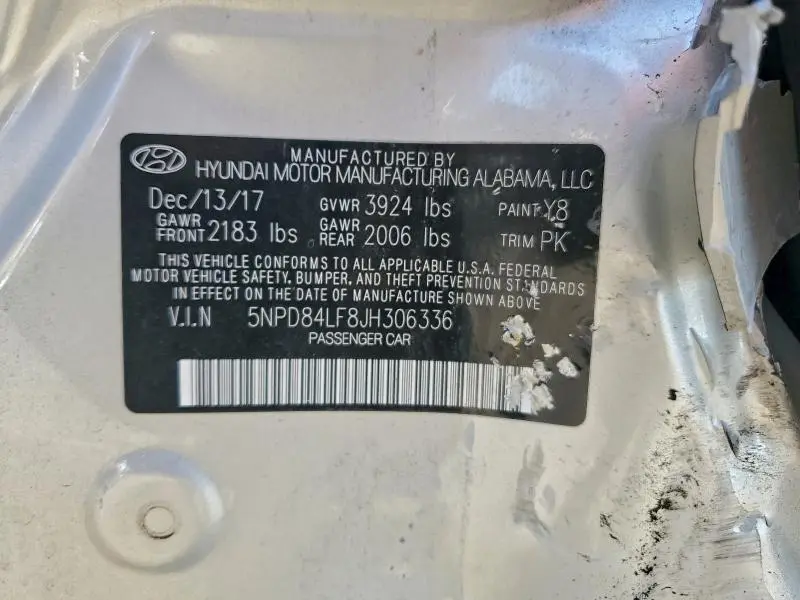 MANUFACTURED BY
HYUNDAI MOTOR MANUFACTURING ALABAMA, LLC
Dec/13/17 GVWR 3924 lbs PAINT Y8
GAWR FRONT 2183 lbs GAWR REAR 2006 lbs TRIM PK
THIS VEHICLE CONFORMS TO ALL APPLICABLE U.S.A. FEDERAL
MOTOR VEHICLE SAFETY, BUMPER, AND THEFT PREVENTION STANDARDS
IN EFFECT ON THE DATE OF MANUFACTURE SHOWN ABOVE
V.I.N 5NPD84LF8JH306336
PASSENGER CAR